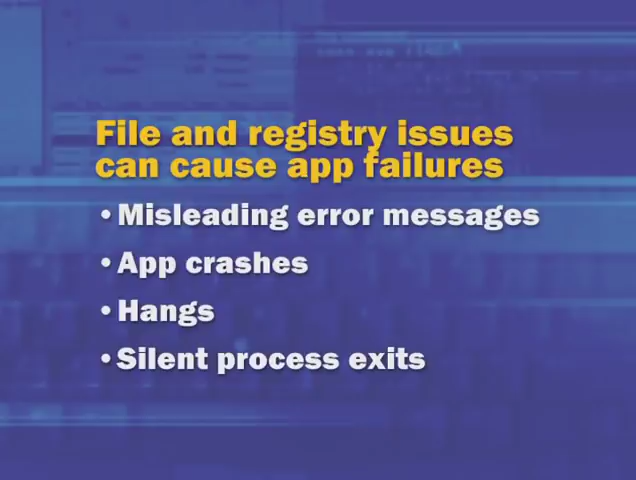 File and registry issues
can cause app failures
•Misleading error messages
•App crashes
•Hangs
•Silent process exits